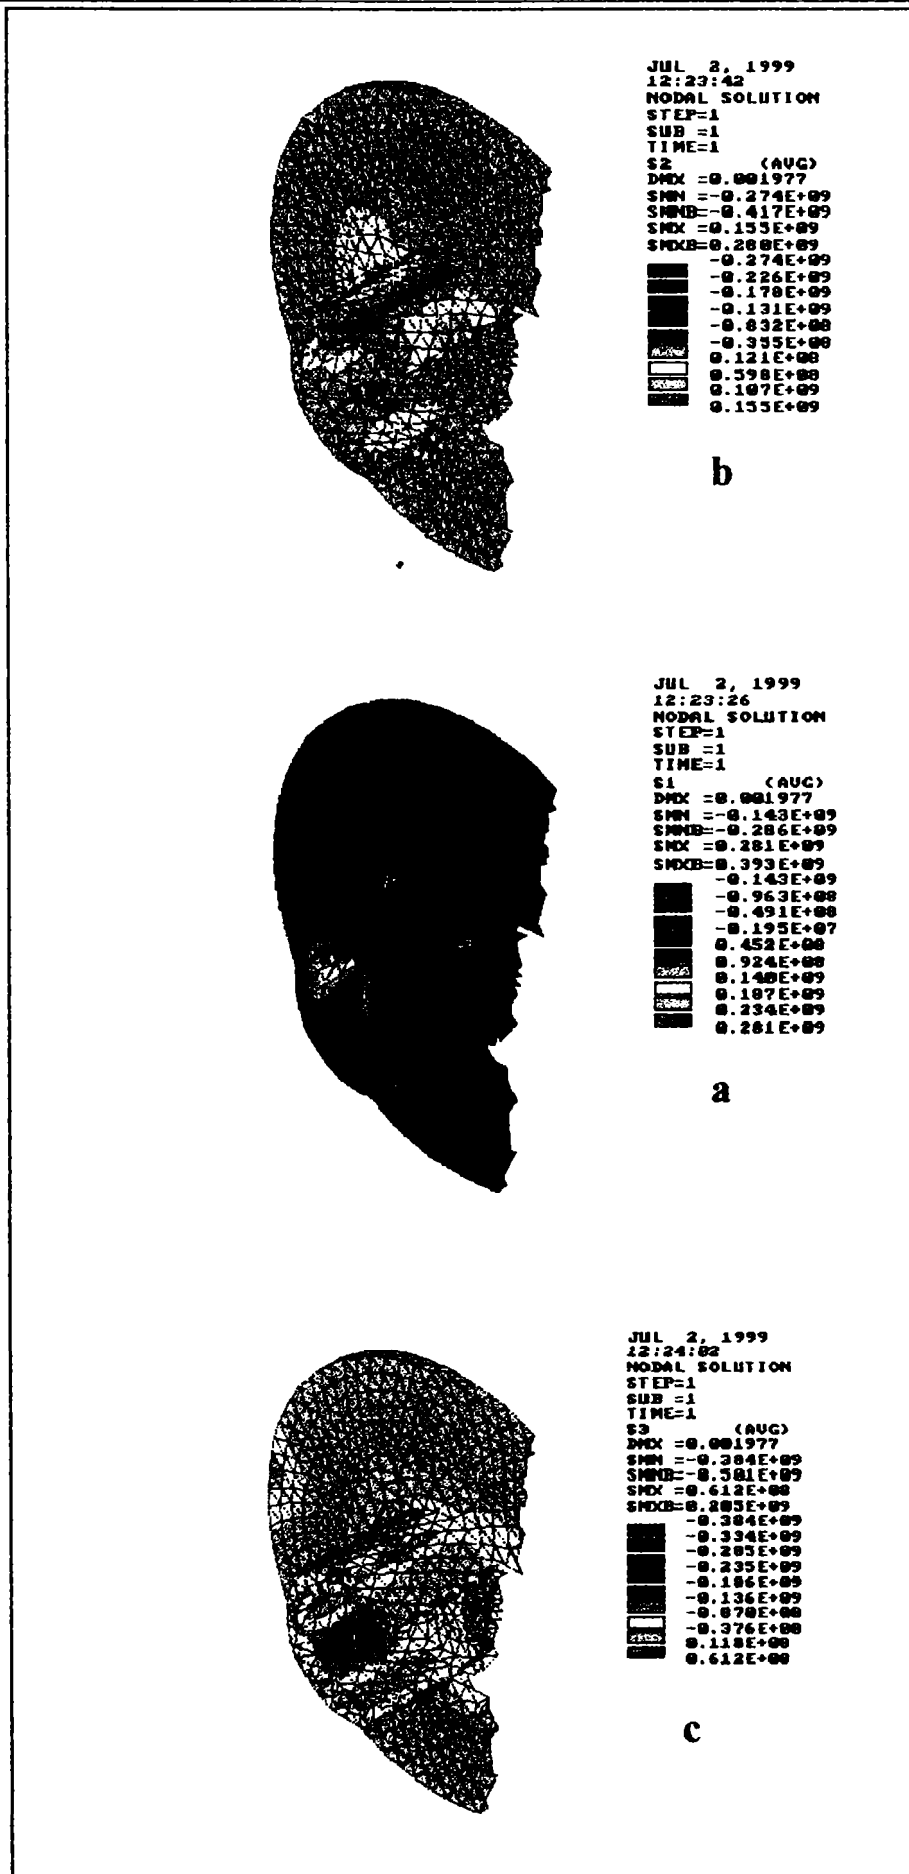 JUL 2, 1999
12:23:42
NODAL SOLUTION
STEP=1
SUB =1
TIME=1
S2 (AVG)
DMX =0.001977
SMN =-0.274E+09
SMNB=-0.417E+09
SMX =0.155E+09
SMXB=0.280E+09
-0.274E+09
-0.226E+09
-0.178E+09
-0.131E+09
-0.832E+08
-0.355E+08
0.121E+08
0.598E+08
0.107E+09
0.155E+09
b
JUL 2, 1999
12:23:26
NODAL SOLUTION
STEP=1
SUB =1
TIME=1
S1 (AVG)
DMX =0.001977
SMN =-0.143E+09
SMNB=-0.286E+09
SMX =0.281E+09
SMXB=0.393E+09
-0.143E+09
-0.963E+08
-0.491E+08
-0.195E+07
0.452E+08
0.924E+08
0.140E+09
0.187E+09
0.234E+09
0.281E+09
a
JUL 2, 1999
12:24:02
NODAL SOLUTION
STEP=1
SUB =1
TIME=1
S3 (AVG)
DMX =0.001977
SMN =-0.384E+09
SMNB=-0.501E+09
SMX =0.612E+08
SMXB=0.205E+09
-0.384E+09
-0.334E+09
-0.285E+09
-0.235E+09
-0.186E+09
-0.136E+09
-0.870E+08
-0.376E+08
0.118E+08
0.612E+08
c